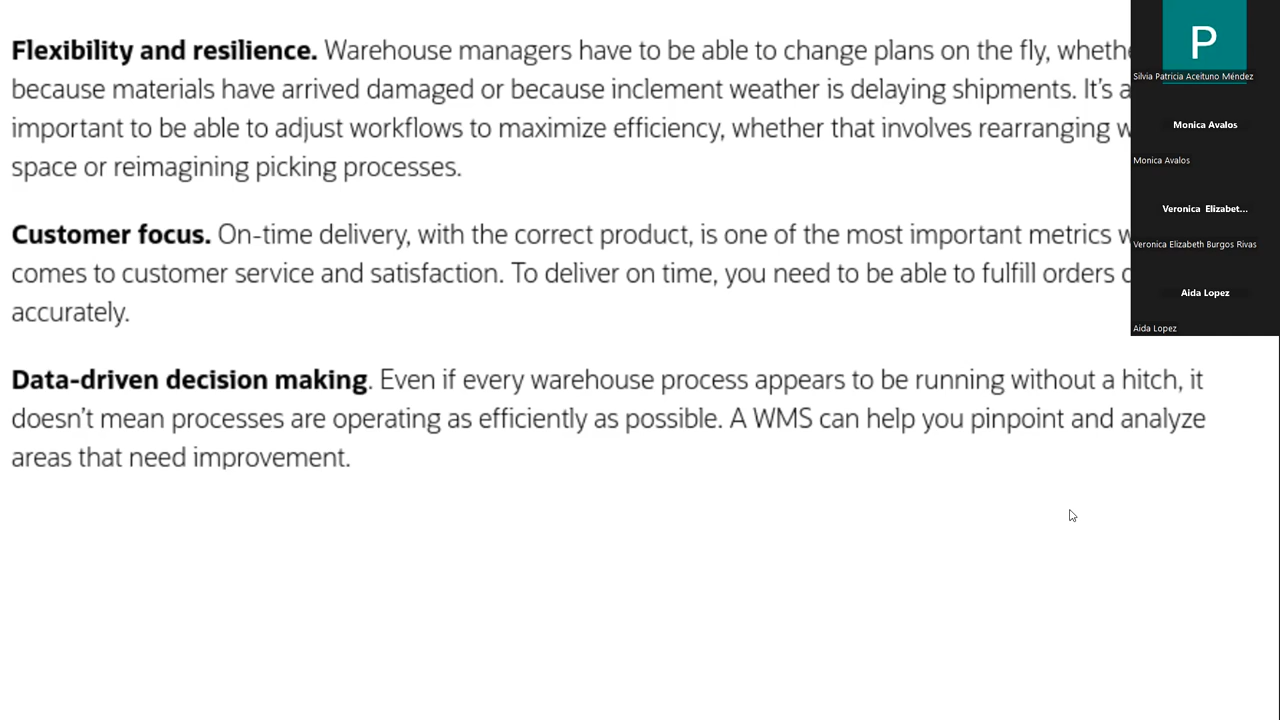 Flexibility and resilience. Warehouse managers have to be able to change plans on the fly,
because materials have arrived damaged or because inclement weather is delaying shipments. It's
important to be able to adjust workflows to maximize efficiency, whether that involves rearranging
space or reimagining picking processes.
Customer focus. On-time delivery, with the correct product, is one of the most important metrics
comes to customer service and satisfaction. To deliver on time, you need to be able to fulfill orders
accurately.
Data-driven decision making. Even if every warehouse process appears to be running without a hitch, it
doesn't mean processes are operating as efficiently as possible. A WMS can help you pinpoint and analyze
areas that need improvement.
P
Silvia Patricia Aceituno Méndez
Monica Avalos
Monica Avalos
Veronica Elizabet...
Veronica Elizabeth Burgos Rivas
Aida Lopez
Aida Lopez